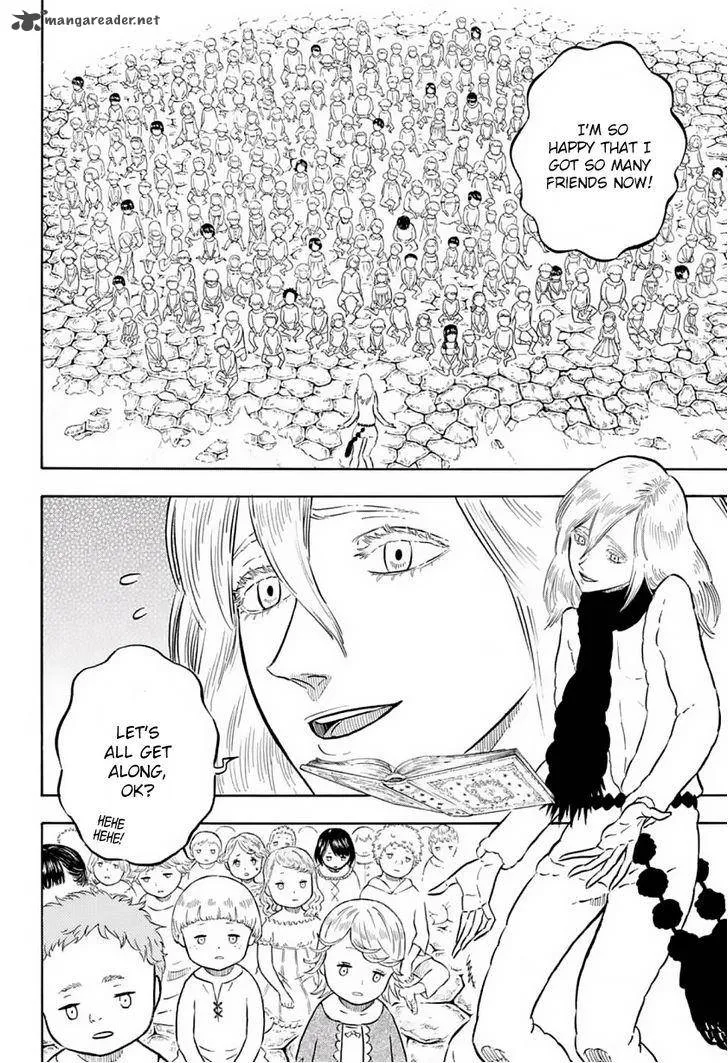 mangareader.net
I'M SO
HAPPY THAT I
GOT SO MANY
FRIENDS NOW!
LET'S
ALL GET
ALONG,
OK?
HEHE
HEHE!